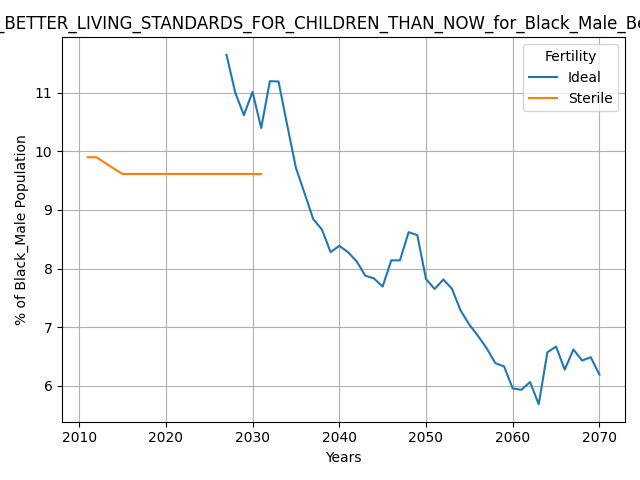 _BETTER_LIVING_STANDARDS_FOR_CHILDREN_THAN_NOW_for_Black_Male_Be
Fertility
Ideal
Sterile
% of Black_Male Population
11
10
9
8
7
6
2010 2020 2030 2040 2050 2060 2070
Years